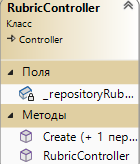 RubricController
Класс
Controller
Поля
_repositoryRub...
Методы
Create (+ 1 пер...
RubricController